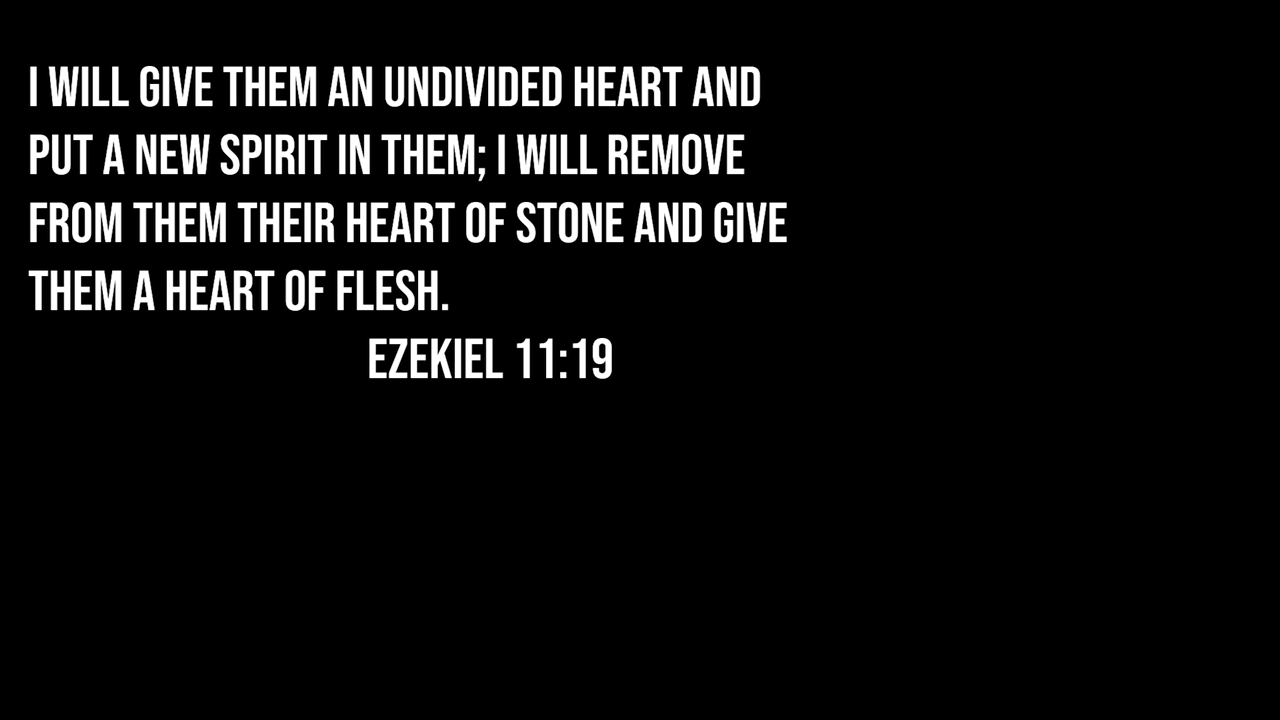 I WILL GIVE THEM AN UNDIVIDED HEART AND
PUT A NEW SPIRIT IN THEM; I WILL REMOVE
FROM THEM THEIR HEART OF STONE AND GIVE
THEM A HEART OF FLESH.
EZEKIEL 11:19